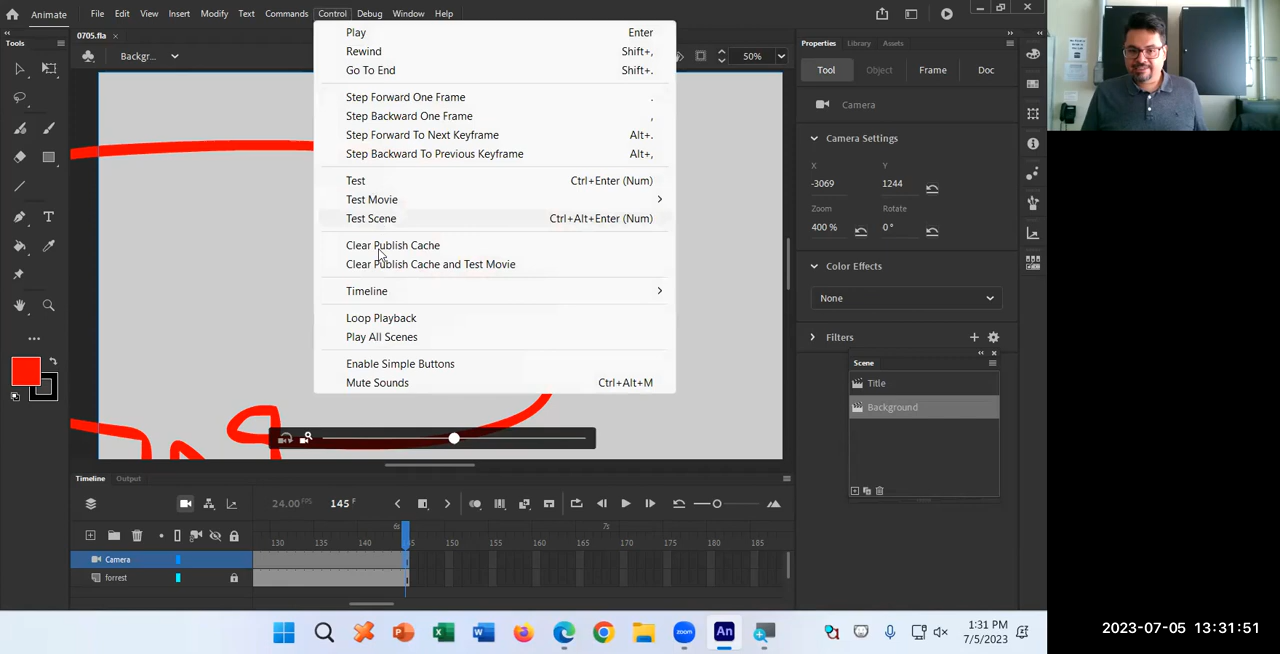 Animate File Edit View Insert Modify Text Commands Control Debug Window Help
0705.fla
Backgr...
50%
Tools
Play Enter
Rewind Shift+,
Go To End Shift+.
Step Forward One Frame .
Step Backward One Frame ,
Step Forward To Next Keyframe Alt+.
Step Backward To Previous Keyframe Alt+,
Test Ctrl+Enter (Num)
Test Movie
Test Scene Ctrl+Alt+Enter (Num)
Clear Publish Cache
Clear Publish Cache and Test Movie
Timeline
Loop Playback
Play All Scenes
Enable Simple Buttons
Mute Sounds Ctrl+Alt+M
Properties Library Assets
Tool Object Frame Doc
Camera
Camera Settings
X Y
-3069 1244
Zoom Rotate
400 % 0°
Color Effects
None
Filters
Scene
Title
Background
Timeline Output
24.00 FPS 145 F
6s 7s
130 135 140 150 155 160 165 170 175 180 185
Camera
forrest
An
1:31 PM
7/5/2023
2023-07-05 13:31:51